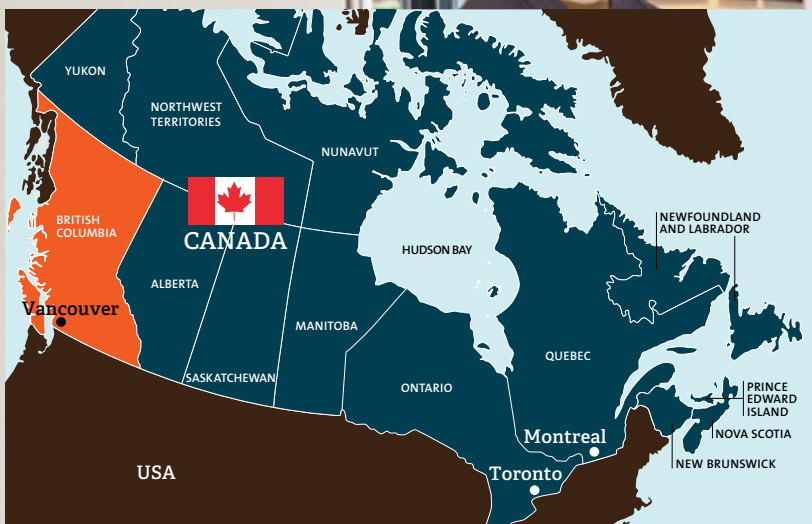 YUKON
NORTHWEST
TERRITORIES
NUNAVUT
BRITISH
COLUMBIA
CANADA
HUDSON BAY
NEWFOUNDLAND
AND LABRADOR
ALBERTA
Vancouver
MANITOBA
SASKATCHEWAN
ONTARIO
QUEBEC
PRINCE
EDWARD
ISLAND
NOVA SCOTIA
Montreal
NEW BRUNSWICK
USA
Toronto